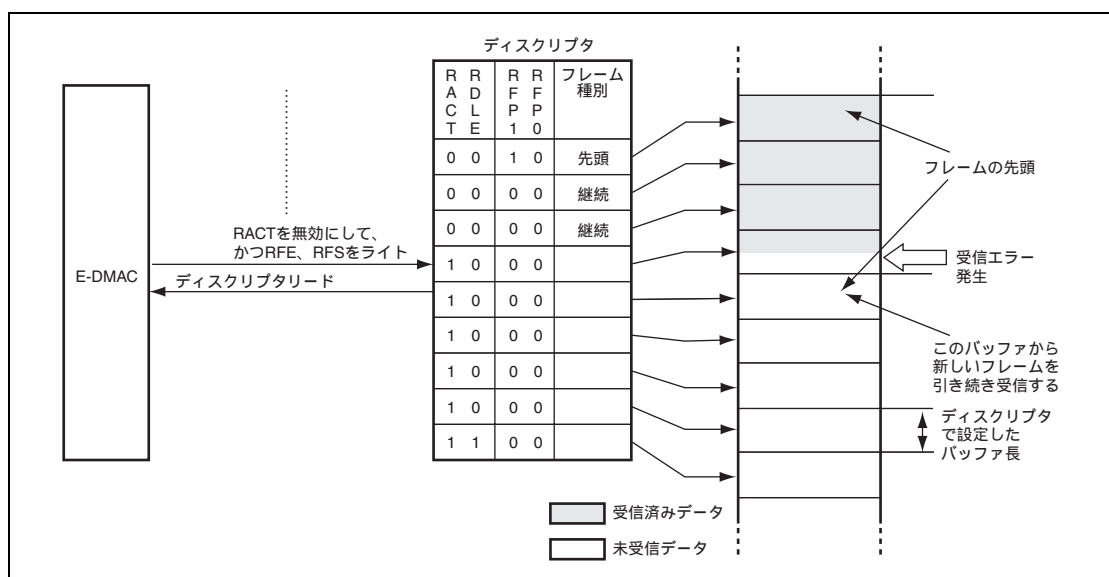 ディスクリプタ
RACT RDLE RFP1 RFP0 フレーム種別
0 0 1 0 先頭
0 0 0 0 継続
0 0 0 0 継続
1 0 0 0
1 0 0 0
1 0 0 0
1 0 0 0
1 0 0 0
1 1 0 0
E-DMAC
RACTを無効にして、
かつRFE、RFSをライト
ディスクリプタリード
フレームの先頭
受信エラー
発生
このバッファから
新しいフレームを
引き続き受信する
ディスクリプタ
で設定した
バッファ長
受信済みデータ
未受信データ